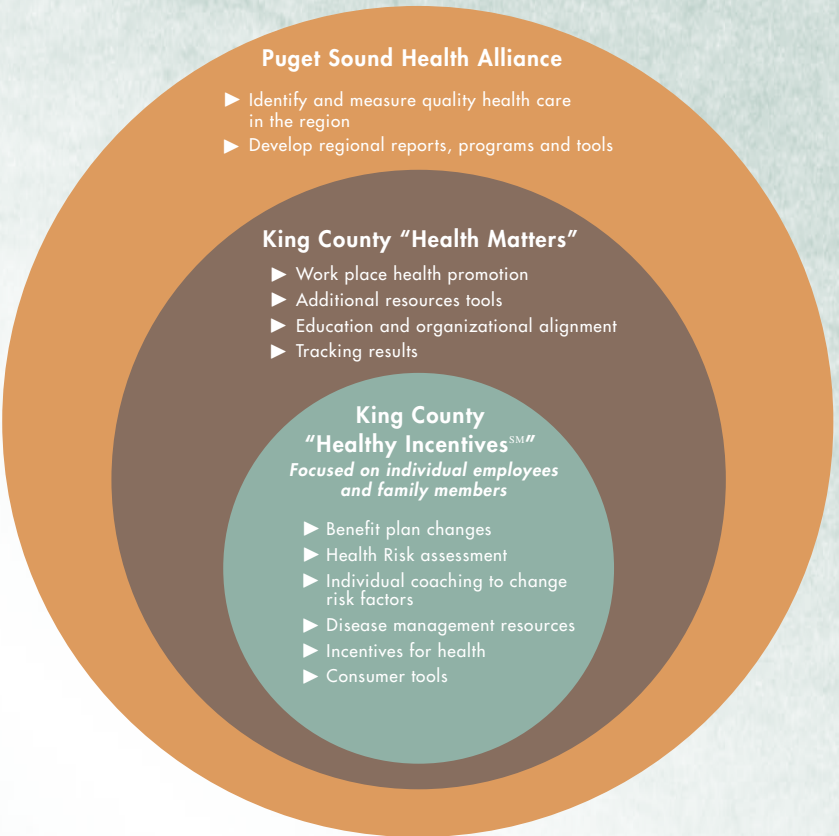 Puget Sound Health Alliance
▶ Identify and measure quality health care
in the region
▶ Develop regional reports, programs and tools
King County “Health Matters”
▶ Work place health promotion
▶ Additional resources tools
▶ Education and organizational alignment
▶ Tracking results
King County
“Healthy Incentives℠”
Focused on individual employees
and family members
▶ Benefit plan changes
▶ Health Risk assessment
▶ Individual coaching to change
risk factors
▶ Disease management resources
▶ Incentives for health
▶ Consumer tools